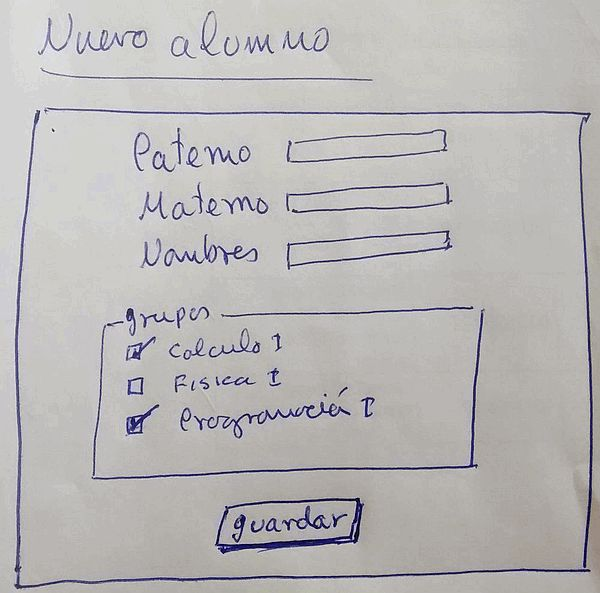 Nuevo alumno
Paterno
Materno
Nombres
grupos
Calculo I
Fisica I
Programación I
guardar